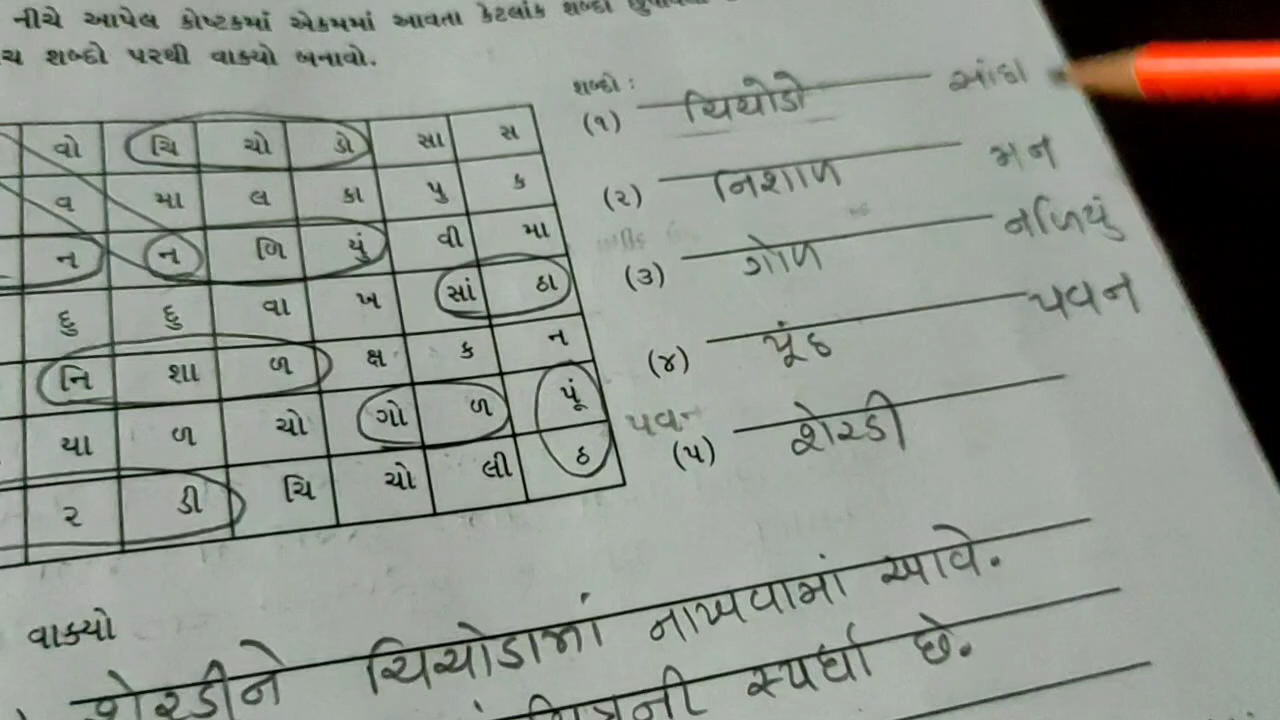 નીચે આપેલ કોષ્ટકમાં એકમમાં આવતા કેટલાંક શબ્દો
ચ શબ્દો પરથી વાક્યો બનાવો.
વો ચિ ચો ડો સા સ
વ મા લ કા પુ ક
ન ન ળિ યું વી મા
દુ દુ વા ખ સાં ઠા
નિ શા ળ ક્ષ ક ન
યા ળ ચો ગો ળ પૂં
ર ડી ચિ ચો લી ઠ
શબ્દો :
(૧) ચિચોડો સાંઠા
(૨) નિશાળ મન
(૩) ગોળ નળિયું
(૪) પૂંઠ પવન
પવન
(૫) શેરડી
વાક્યો
શેરડીને ચિચોડામાં નાખવામાં આવે.
ચિત્રની સ્પર્ધા છે.